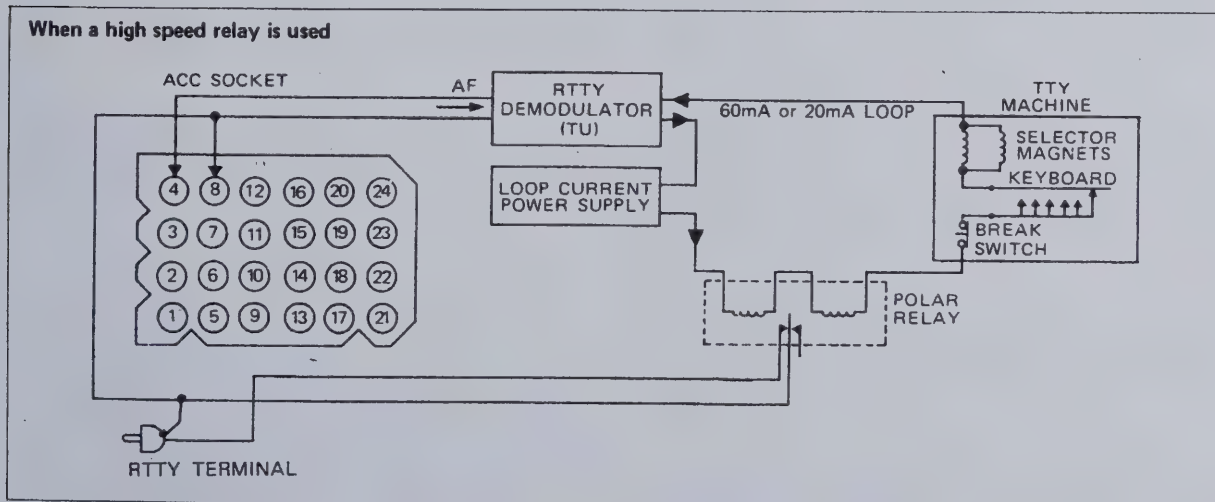 When a high speed relay is used
ACC SOCKET
AF
RTTY
DEMODULATOR
(TU)
60mA or 20mA LOOP
TTY
MACHINE
SELECTOR
MAGNETS
KEYBOARD
BREAK
SWITCH
LOOP CURRENT
POWER SUPPLY
4 8 12 16 20 24
3 7 11 15 19 23
2 6 10 14 18 22
1 5 9 13 17 21
POLAR
RELAY
RTTY TERMINAL